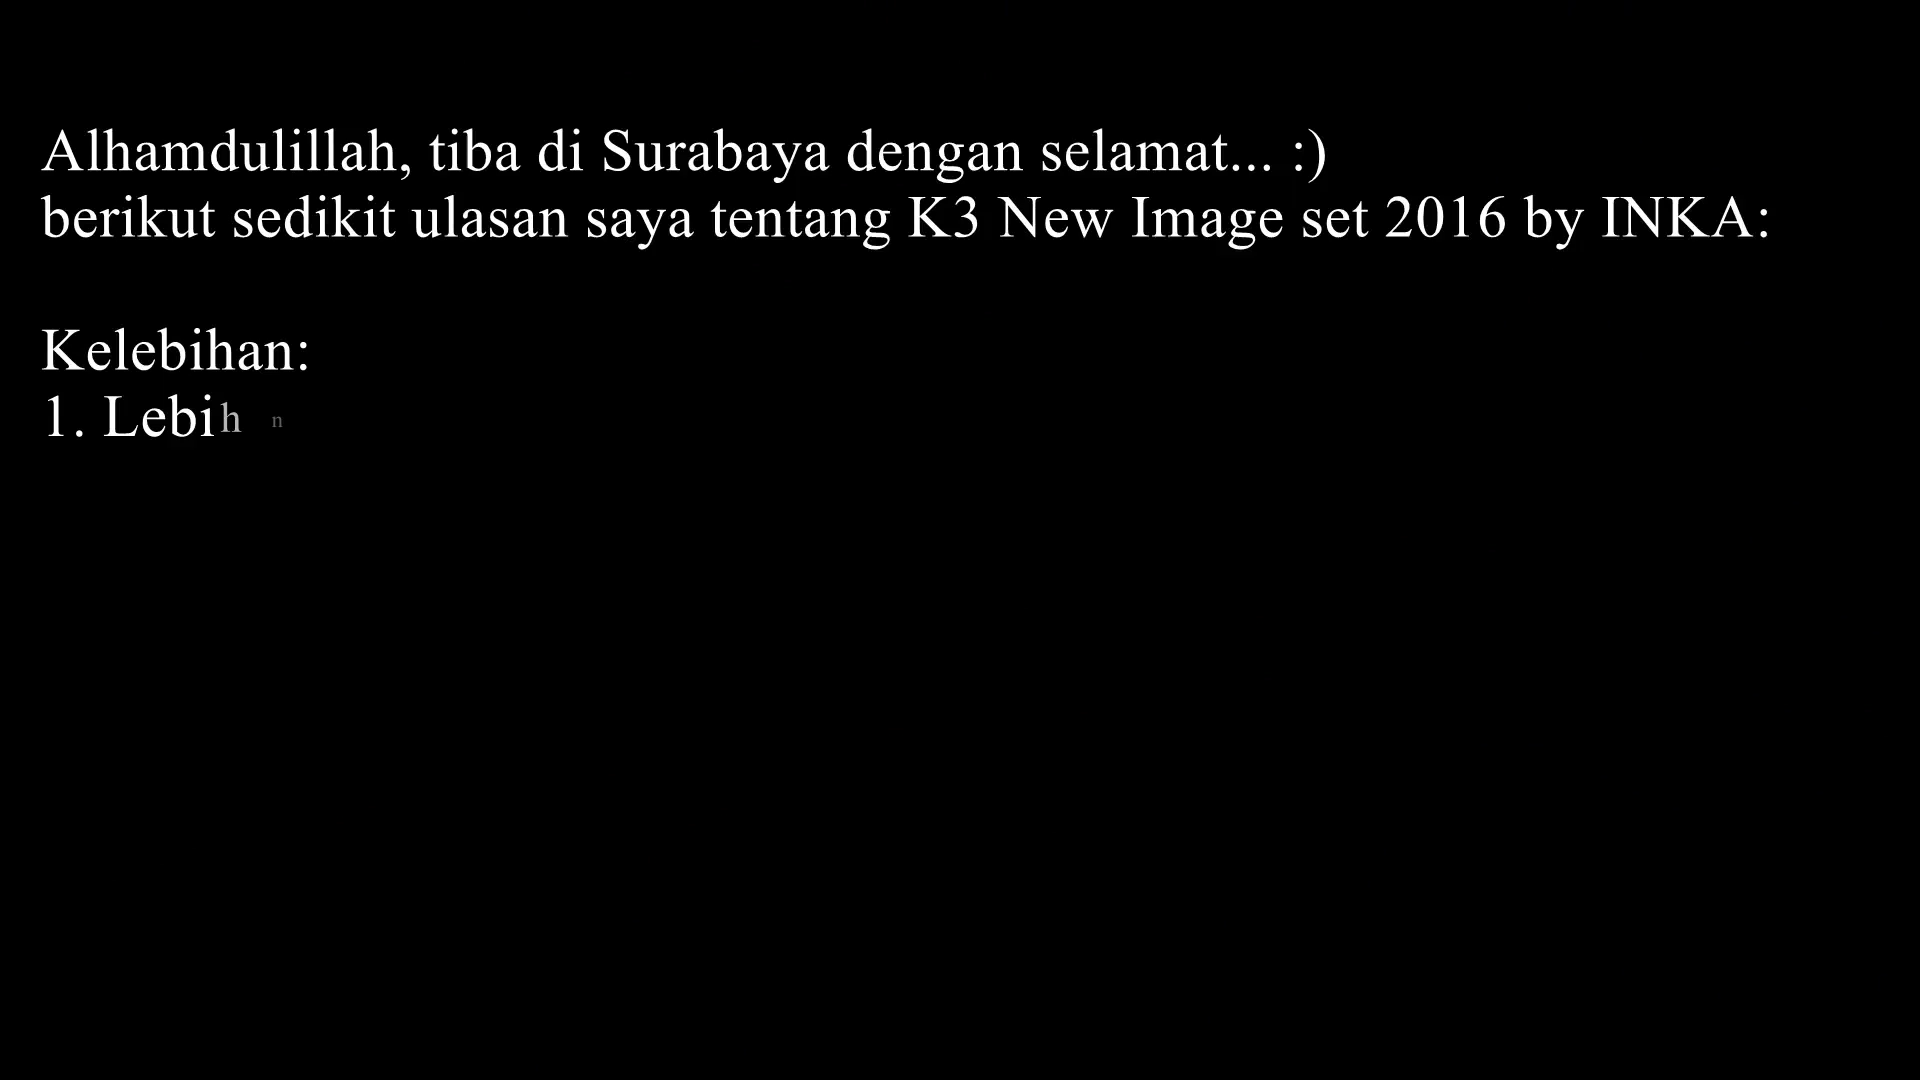 Alhamdulillah, tiba di Surabaya dengan selamat... :)
berikut sedikit ulasan saya tentang K3 New Image set 2016 by INKA:
Kelebihan:
1. Lebih n